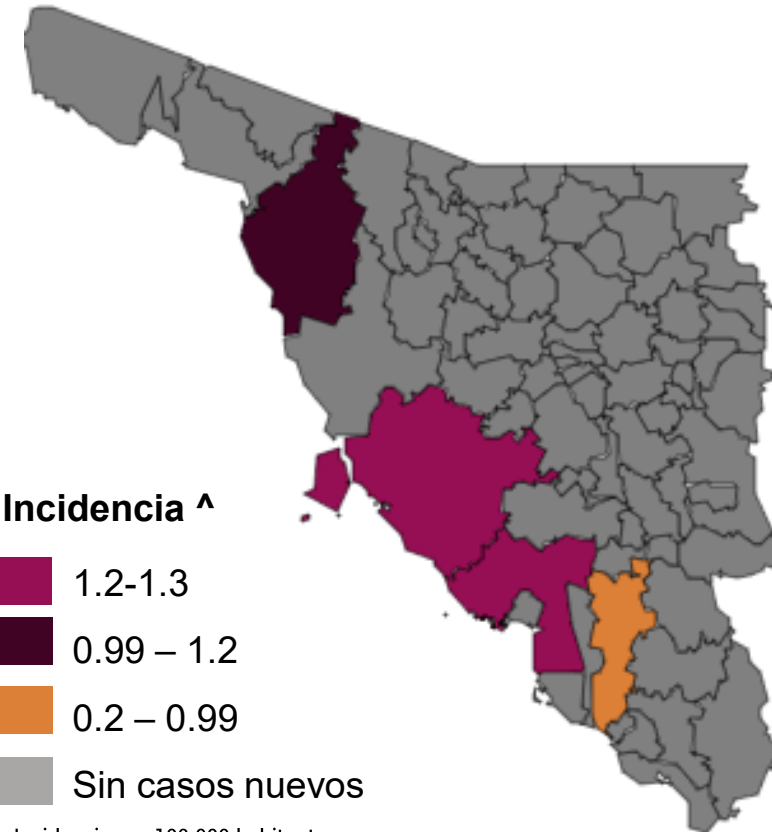 Incidencia ^
1.2-1.3
0.99 – 1.2
0.2 – 0.99
Sin casos nuevos